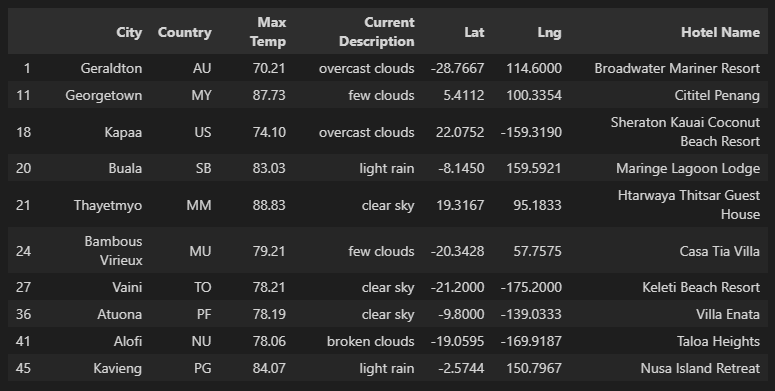 City Country Max Temp Current Description Lat Lng Hotel Name
1 Geraldton AU 70.21 overcast clouds -28.7667 114.6000 Broadwater Mariner Resort
11 Georgetown MY 87.73 few clouds 5.4112 100.3354 Cititel Penang
18 Kapaa US 74.10 overcast clouds 22.0752 -159.3190 Sheraton Kauai Coconut Beach Resort
20 Buala SB 83.03 light rain -8.1450 159.5921 Maringe Lagoon Lodge
21 Thayetmyo MM 88.83 clear sky 19.3167 95.1833 Htarwaya Thitsar Guest House
24 Bambous Virieux MU 79.21 few clouds -20.3428 57.7575 Casa Tia Villa
27 Vaini TO 78.21 clear sky -21.2000 -175.2000 Keleti Beach Resort
36 Atuona PF 78.19 clear sky -9.8000 -139.0333 Villa Enata
41 Alofi NU 78.06 broken clouds -19.0595 -169.9187 Taloa Heights
45 Kavieng PG 84.07 light rain -2.5744 150.7967 Nusa Island Retreat